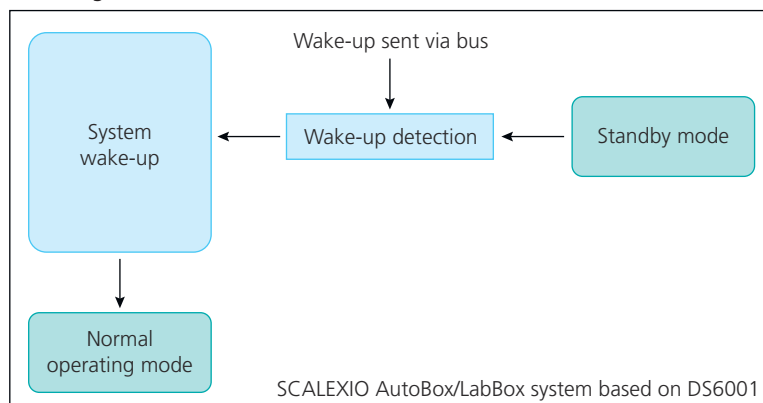 Wake-up sent via bus
System
wake-up
Wake-up detection
Standby mode
Normal
operating mode
SCALEXIO AutoBox/LabBox system based on DS6001